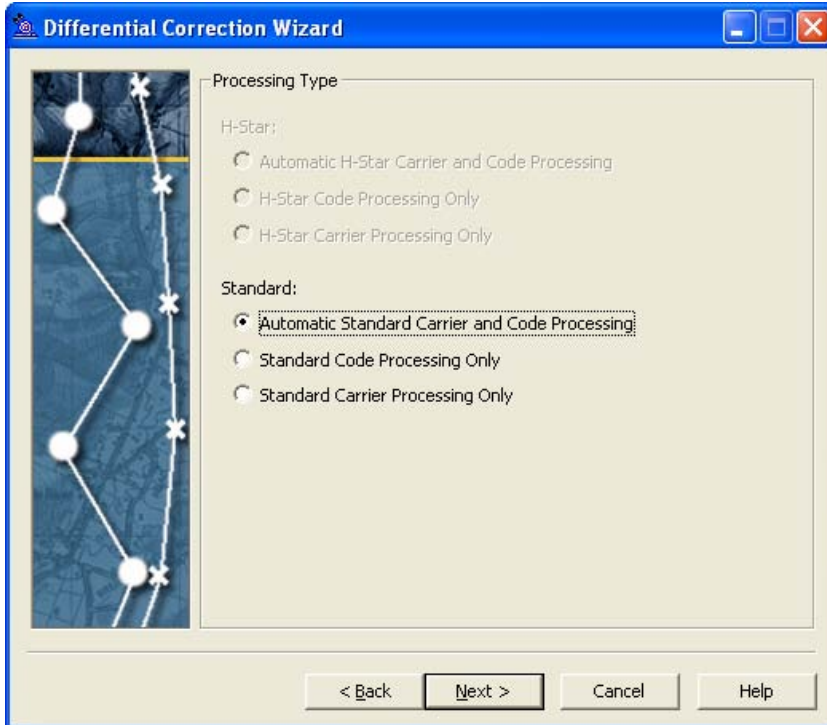 Differential Correction Wizard
Processing Type
H-Star:
Automatic H-Star Carrier and Code Processing
H-Star Code Processing Only
H-Star Carrier Processing Only
Standard:
Automatic Standard Carrier and Code Processing
Standard Code Processing Only
Standard Carrier Processing Only
< Back Next > Cancel Help